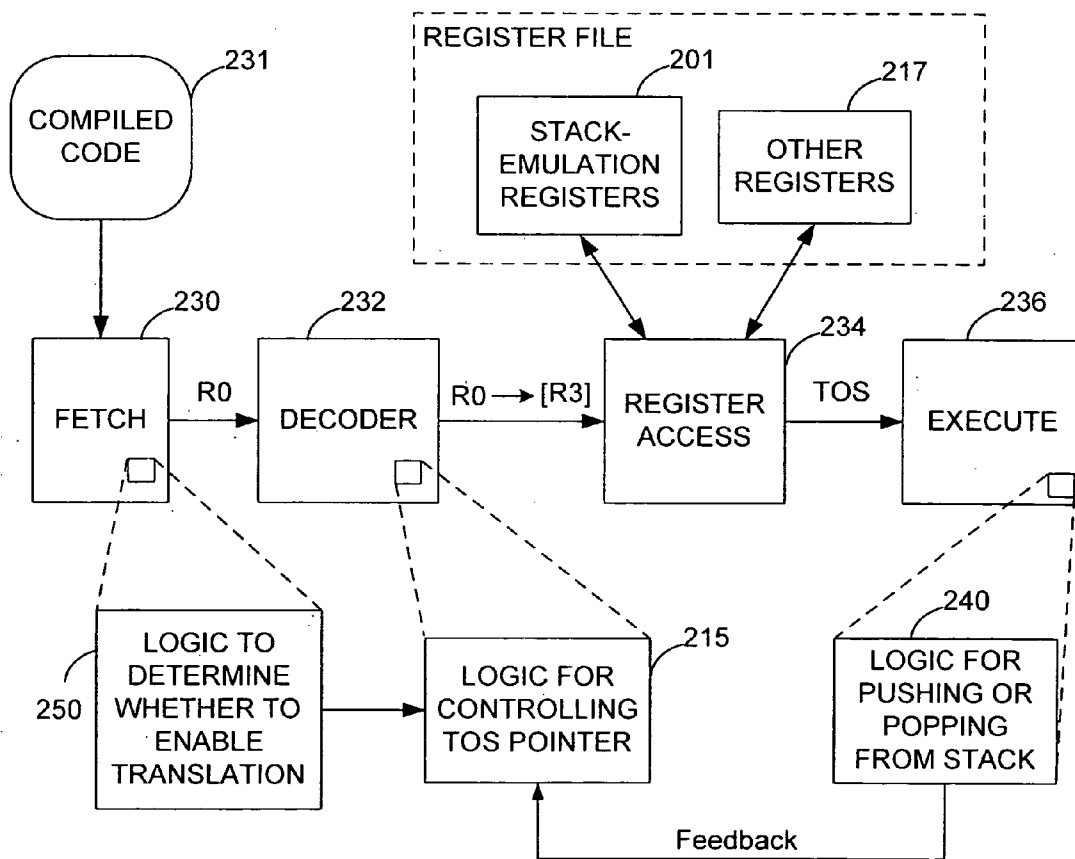 REGISTER FILE
231
201
217
COMPILED
CODE
STACK-
EMULATION
REGISTERS
OTHER
REGISTERS
230
232
234
236
FETCH
R0
DECODER
R0 → [R3]
REGISTER
ACCESS
TOS
EXECUTE
250
LOGIC TO
DETERMINE
WHETHER TO
ENABLE
TRANSLATION
215
LOGIC FOR
CONTROLLING
TOS POINTER
240
LOGIC FOR
PUSHING OR
POPPING
FROM STACK
Feedback